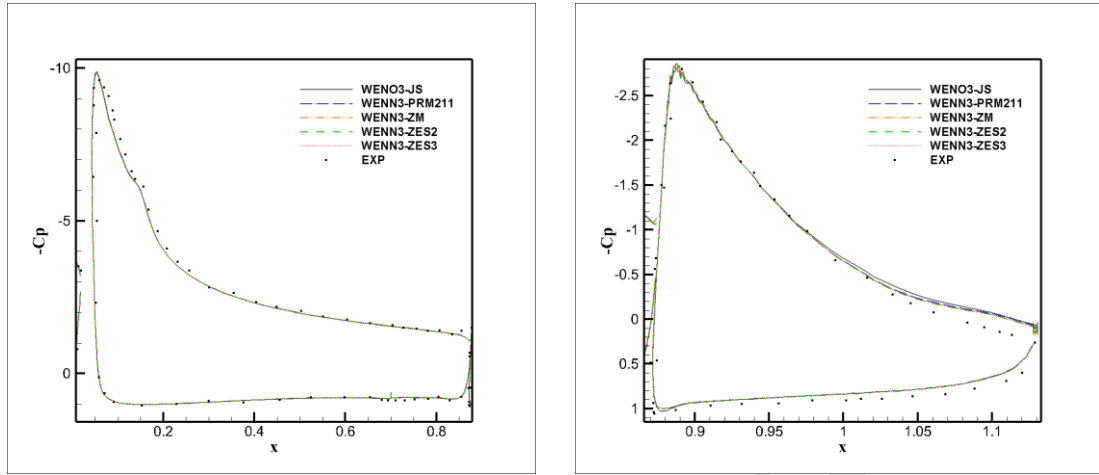 -10
-5
0
-Cp
WENO3-JS
WENN3-PRM211
WENN3-ZM
WENN3-ZES2
WENN3-ZES3
EXP
0.2
0.4
0.6
0.8
x
-2.5
-2
-1.5
-1
-0.5
0
0.5
1
-Cp
WENO3-JS
WENN3-PRM211
WENN3-ZM
WENN3-ZES2
WENN3-ZES3
EXP
0.9
0.95
1
1.05
1.1
x